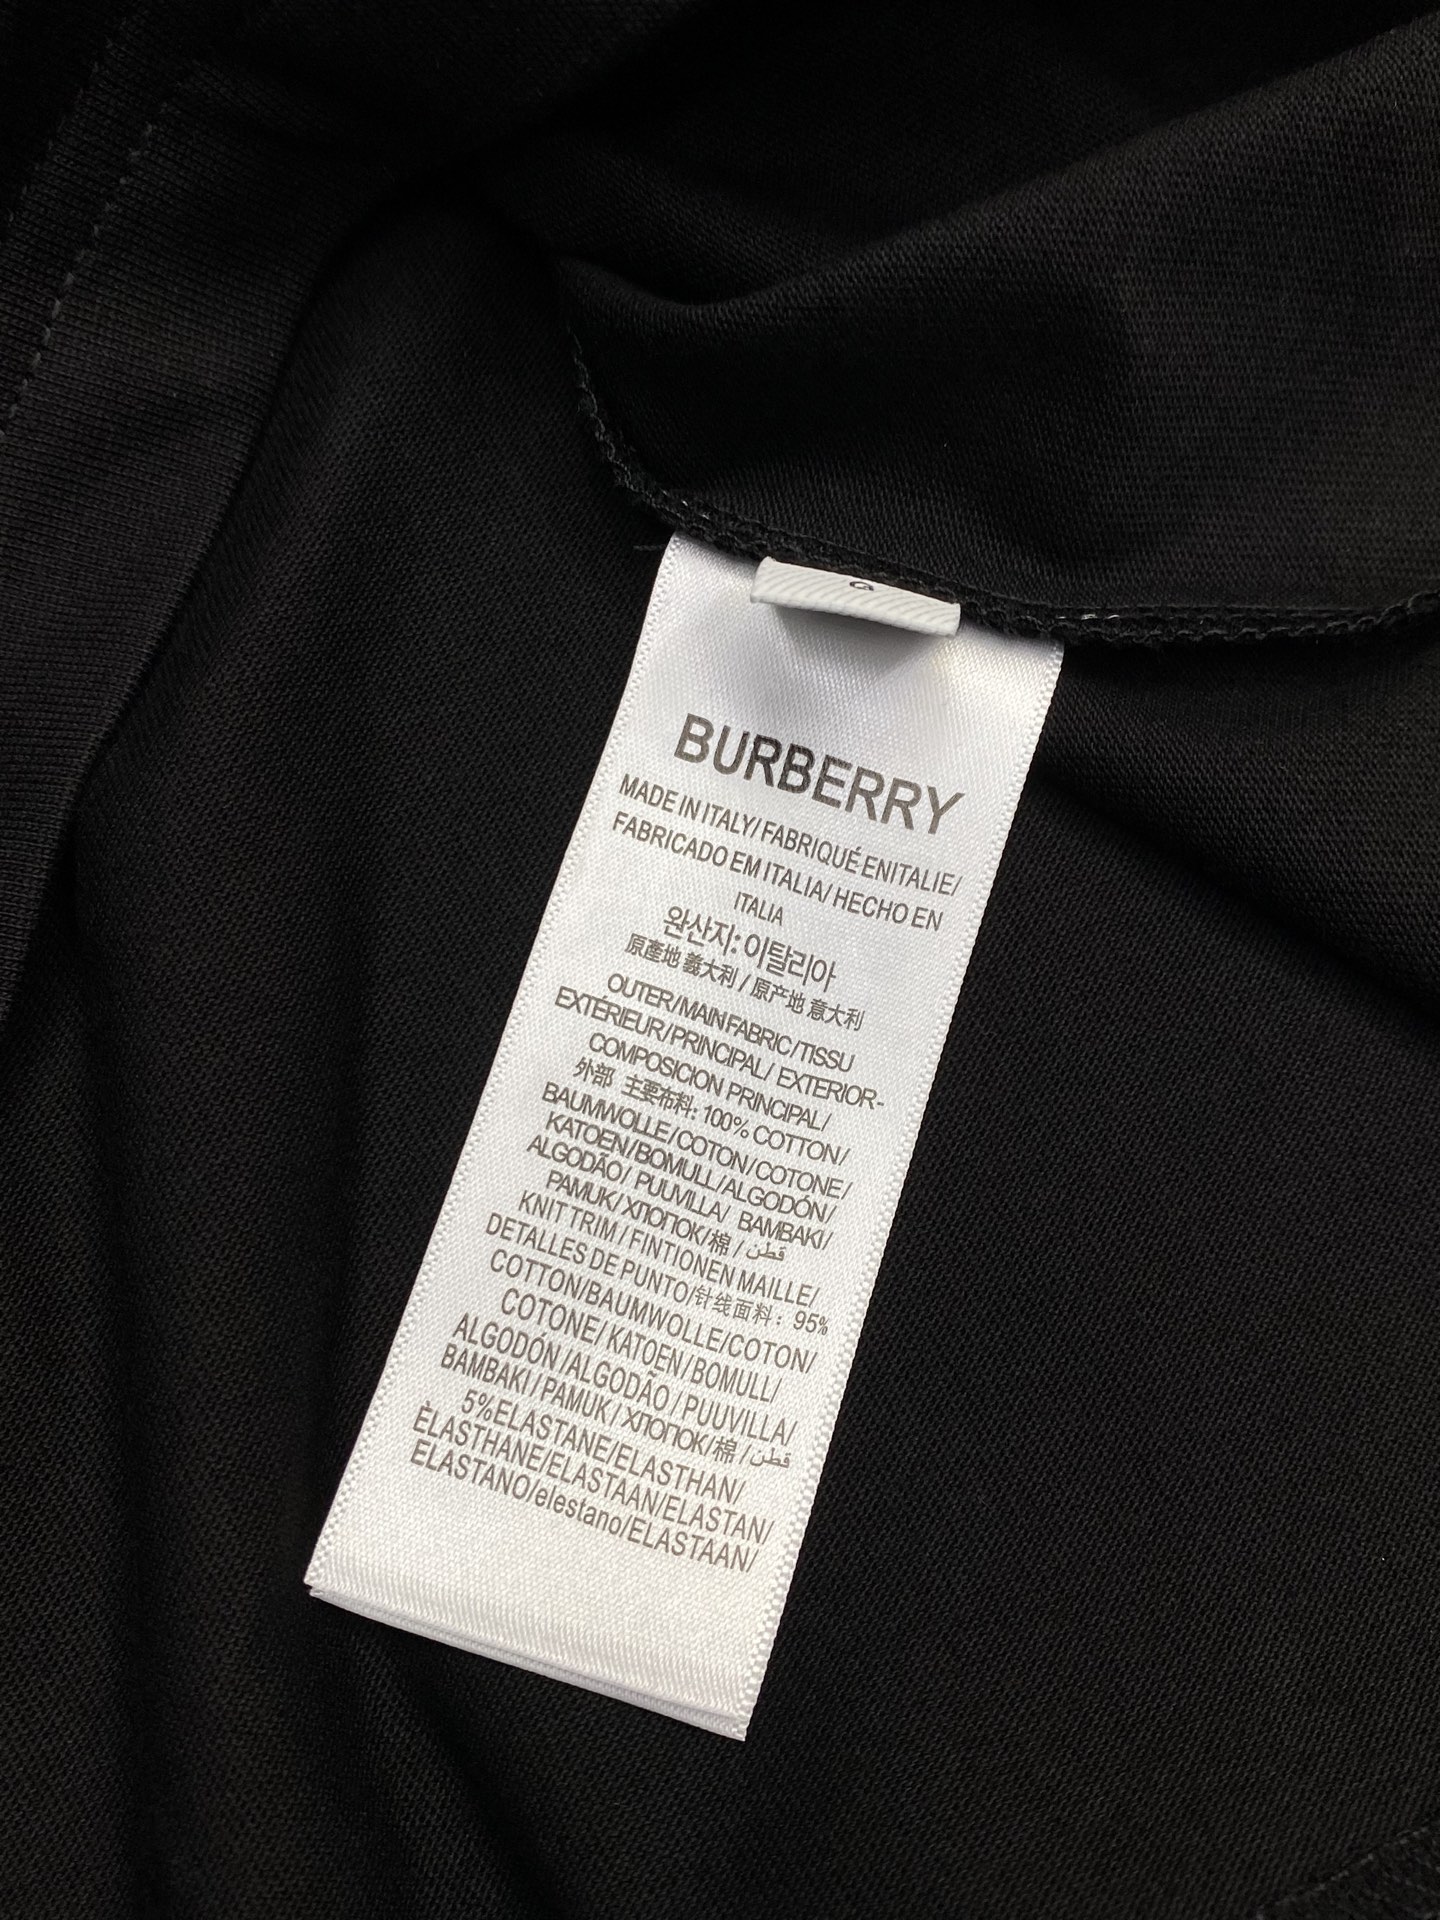 BURBERRY
MADE IN ITALY/FABRIQUÉ ENITALIE/
FABRICADO EM ITALIA/HECHO EN
ITALIA
완산지: 이탈리아
原產地 義大利 / 原产地 意大利
OUTER/MAIN FABRIC/TISSU
EXTÉRIEUR/PRINCIPAL/ EXTERIOR-
COMPOSICION PRINCIPAL/
外部 主要布料: 100% COTTON/
BAUMWOLLE/COTON/COTONE/
KATOEN/BOMULL/ALGODÓN/
ALGODÃO/ PUUVILLA/ BAMBAKI/
PAMUK/ХПОПОК/棉/قطن
KNIT TRIM/FINTIONEN MAILLE/
DETALLES DE PUNTO/针线面料: 95%
COTTON/BAUMWOLLE/COTON/
COTONE/KATOEN/BOMULL/
ALGODÓN/ALGODÃO/PUUVILLA/
BAMBAKI/PAMUK/ХПОПОК/棉/قطن
5%ELASTANE/ELASTHAN/
ÈLASTHANE/ELASTAAN/ELASTAN/
ELASTANO/elestano/ELASTAAN/